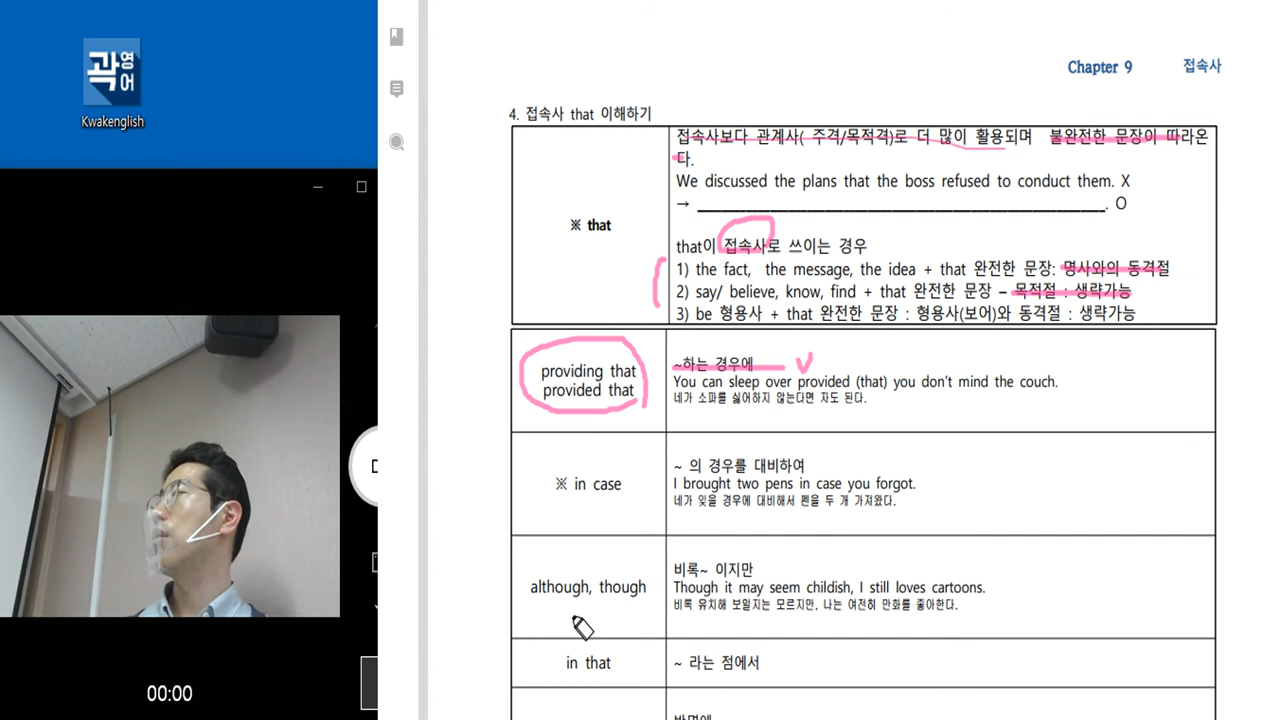 곽영어
Kwakenglish
00:00
Chapter 9 접속사
4. 접속사 that 이해하기
※ that
접속사보다 관계사( 주격/목적격)로 더 많이 활용되며 불완전한 문장이 따라온
다.
We discussed the plans that the boss refused to conduct them. X
→ ______________________________. O
that이 접속사로 쓰이는 경우
1) the fact, the message, the idea + that 완전한 문장: 명사와의 동격절
2) say/ believe, know, find + that 완전한 문장 – 목적절 : 생략가능
3) be 형용사 + that 완전한 문장 : 형용사(보어)와 동격절 : 생략가능
providing that
provided that
~하는 경우에
You can sleep over provided (that) you don’t mind the couch.
네가 소파를 싫어하지 않는다면 자도 된다.
※ in case
~ 의 경우를 대비하여
I brought two pens in case you forgot.
네가 잊을 경우에 대비해서 펜을 두 개 가져왔다.
although, though
비록~ 이지만
Though it may seem childish, I still loves cartoons.
비록 유치해 보일지는 모르지만, 나는 여전히 만화를 좋아한다.
in that
~ 라는 점에서